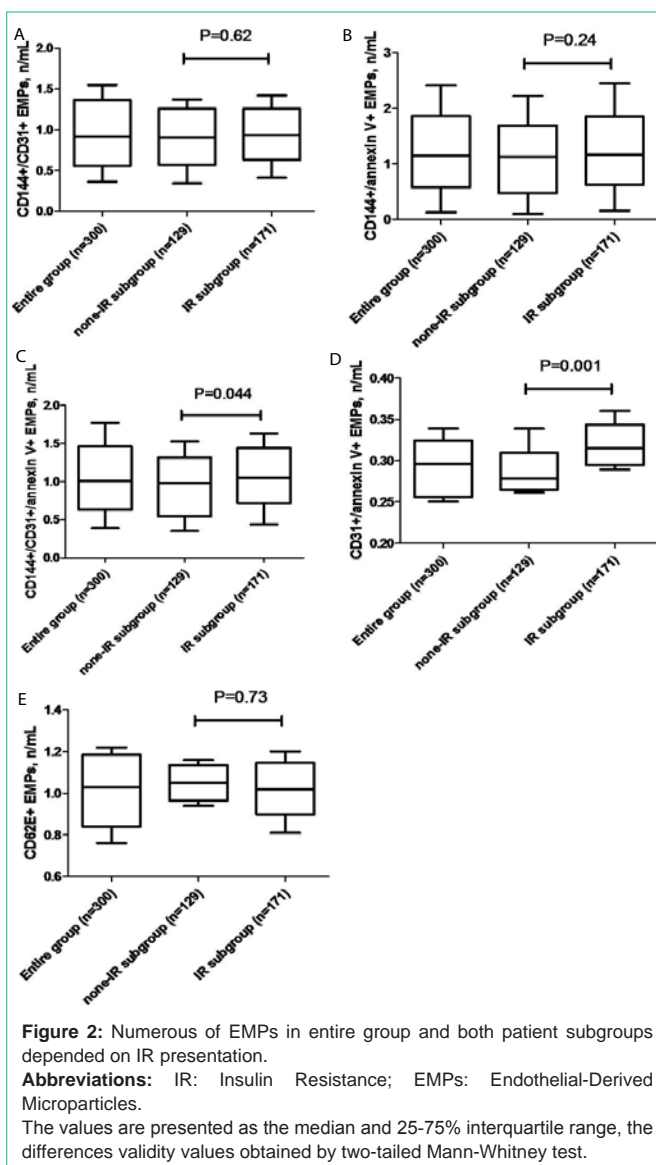 A
P=0.62
CD144+/CD31+ EMPs, n/mL
2.0
1.5
1.0
0.5
0.0
Entire group (n=300)
none-IR subgroup (n=129)
IR subgroup (n=171)
B
P=0.24
CD144+/annexin V+ EMPs, n/mL
3
2
1
0
Entire group (n=300)
none-IR subgroup (n=129)
IR subgroup (n=171)
C
P=0.044
CD144+/CD31+/annexin V+ EMPs, n/mL
2.0
1.5
1.0
0.5
0.0
Entire group (n=300)
none-IR subgroup (n=129)
IR subgroup (n=171)
D
P=0.001
CD31+/annexin V+ EMPs, n/mL
0.40
0.35
0.30
0.25
0.20
Entire group (n=300)
none-IR subgroup (n=129)
IR subgroup (n=171)
E
P=0.73
CD62E+ EMPs, n/mL
1.4
1.2
1.0
0.8
0.6
Entire group (n=300)
none-IR subgroup (n=129)
IR subgroup (n=171)
Figure 2: Numerous of EMPs in entire group and both patient subgroups
depended on IR presentation.
Abbreviations: IR: Insulin Resistance; EMPs: Endothelial-Derived
Microparticles.
The values are presented as the median and 25-75% interquartile range, the
differences validity values obtained by two-tailed Mann-Whitney test.